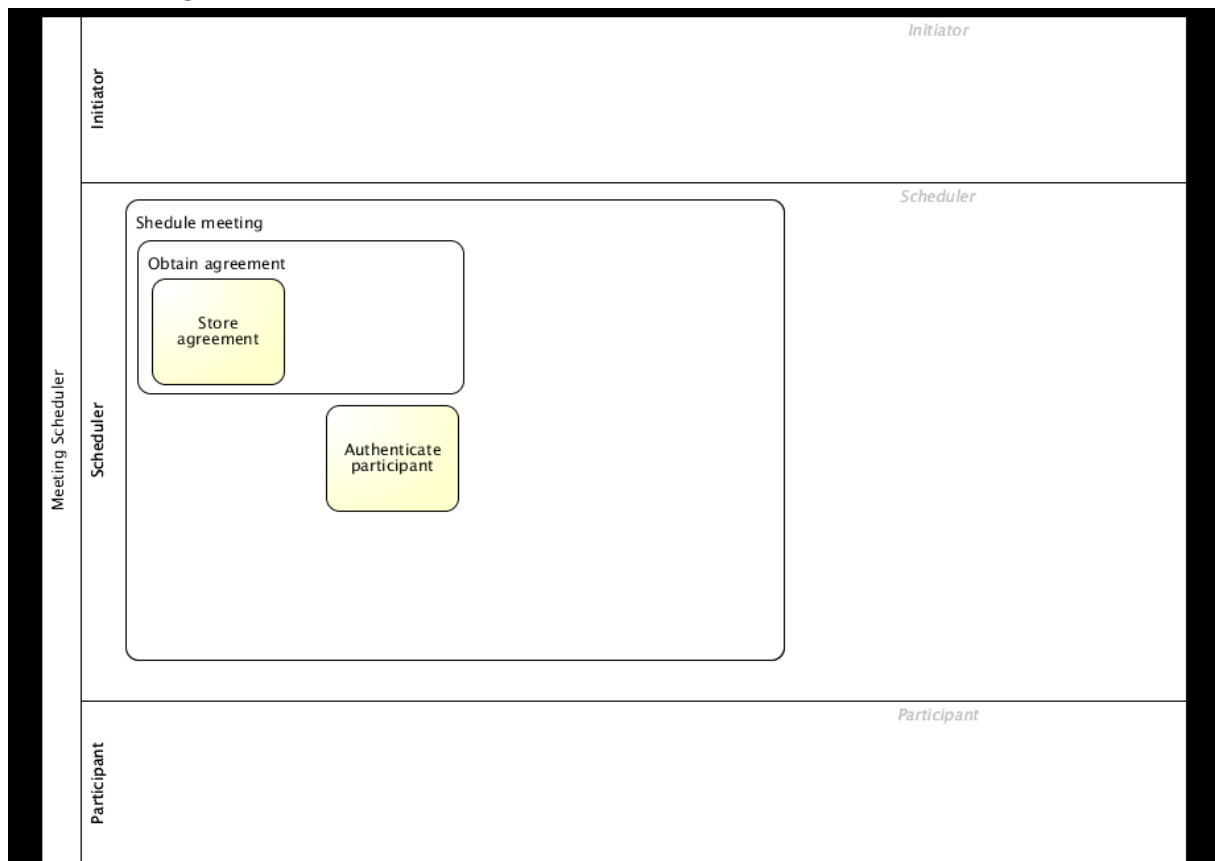 Meeting Scheduler
Initiator
Initiator
Scheduler
Scheduler
Shedule meeting
Obtain agreement
Store
agreement
Authenticate
participant
Participant
Participant